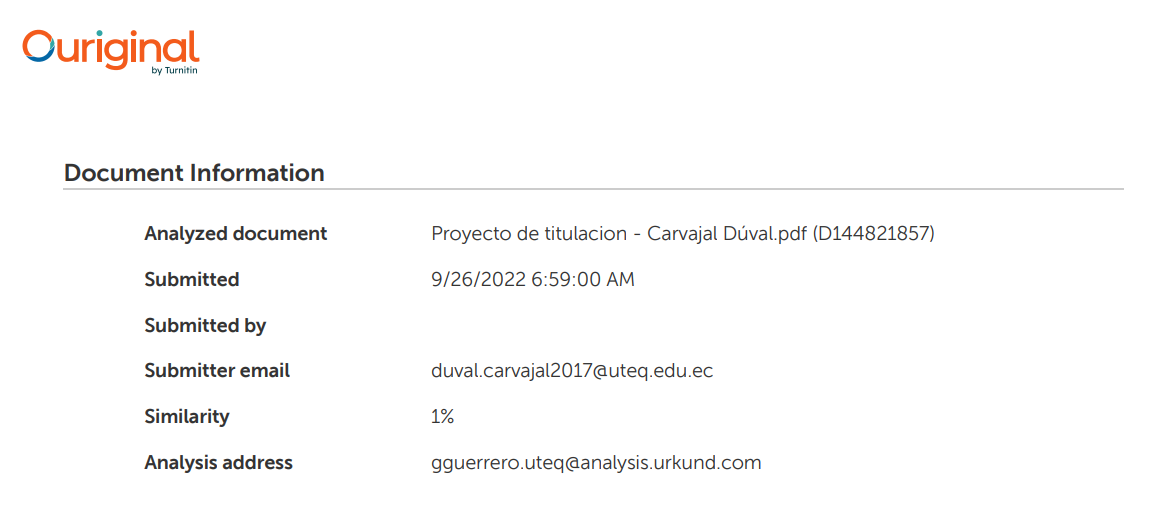 Ouriginal
by Turnitin
Document Information
Analyzed document Proyecto de titulacion - Carvajal Dúval.pdf (D144821857)
Submitted 9/26/2022 6:59:00 AM
Submitted by
Submitter email duval.carvajal2017@uteq.edu.ec
Similarity 1%
Analysis address gguerrero.uteq@analysis.urkund.com